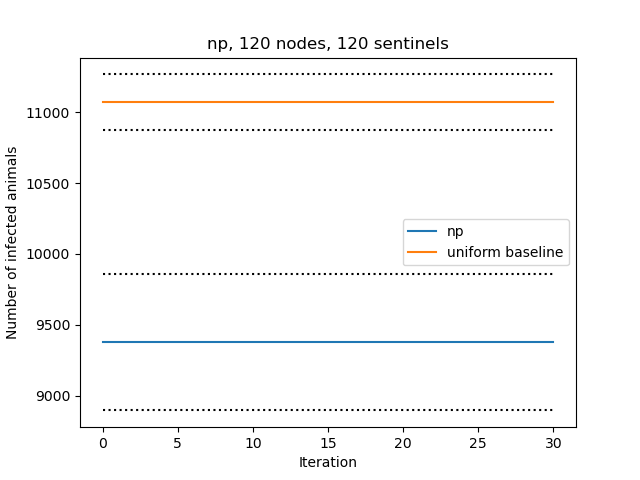 np, 120 nodes, 120 sentinels
Number of infected animals
11000
10500
10000
9500
9000
np
uniform baseline
0 5 10 15 20 25 30
Iteration